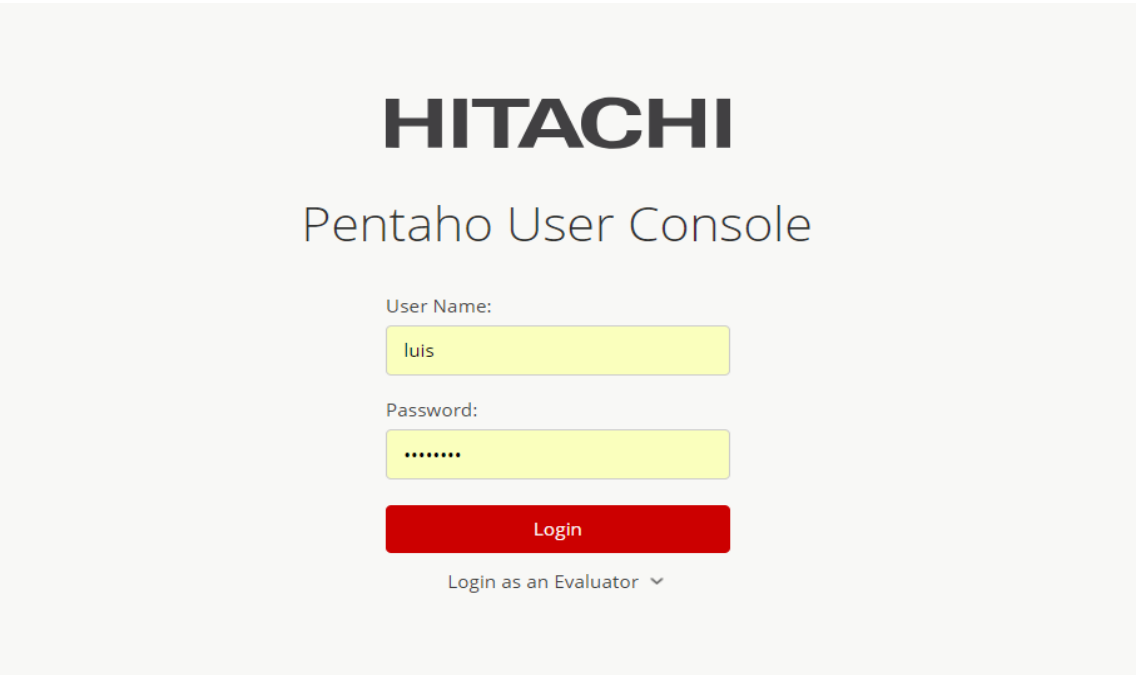 HITACHI
Pentaho User Console
User Name:
luis
Password:
••••••••
Login
Login as an Evaluator